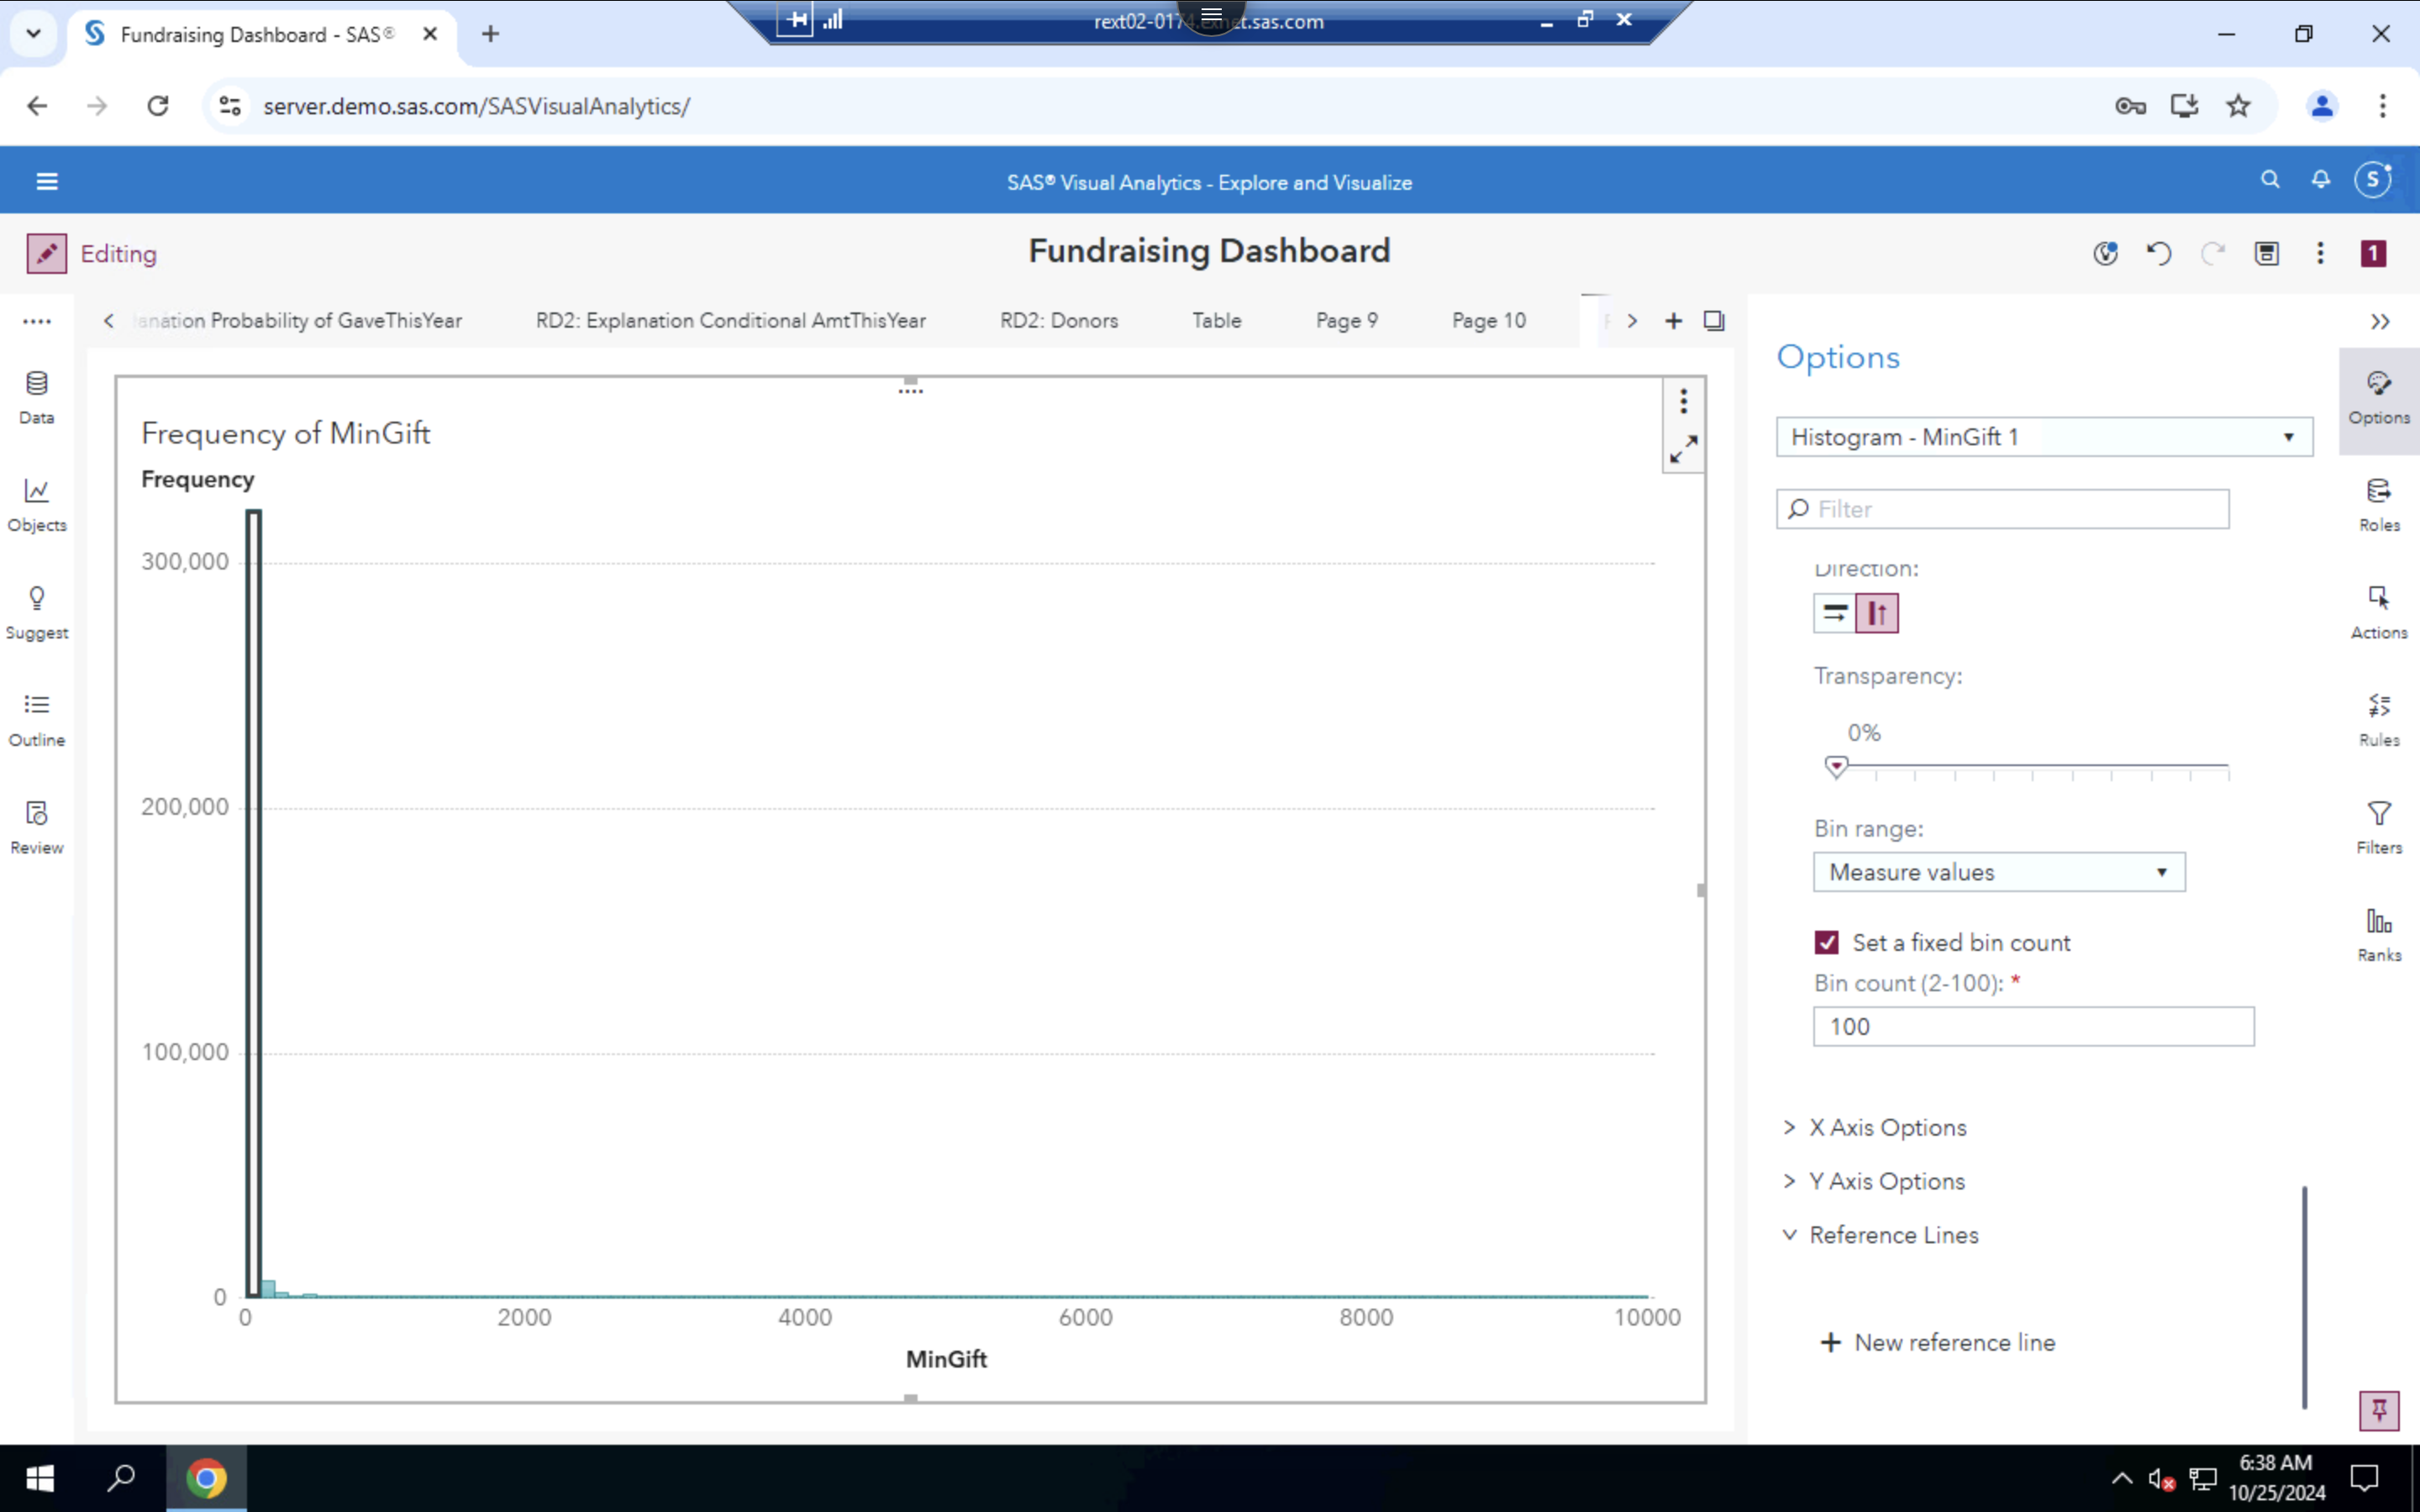 Fundraising Dashboard - SAS®
rext02-0174.exnet.sas.com
server.demo.sas.com/SASVisualAnalytics/
SAS® Visual Analytics - Explore and Visualize
S
Editing
Fundraising Dashboard
1
Probability of GaveThisYear
RD2: Explanation Conditional AmtThisYear
RD2: Donors
Table
Page 9
Page 10
Data
Objects
Suggest
Outline
Review
Frequency of MinGift
Frequency
300,000
200,000
100,000
0
0
2000
4000
6000
8000
10000
MinGift
Options
Histogram - MinGift 1
Filter
Direction:
Transparency:
0%
Bin range:
Measure values
Set a fixed bin count
Bin count (2-100): *
100
X Axis Options
Y Axis Options
Reference Lines
New reference line
Options
Roles
Actions
Rules
Filters
Ranks
6:38 AM
10/25/2024